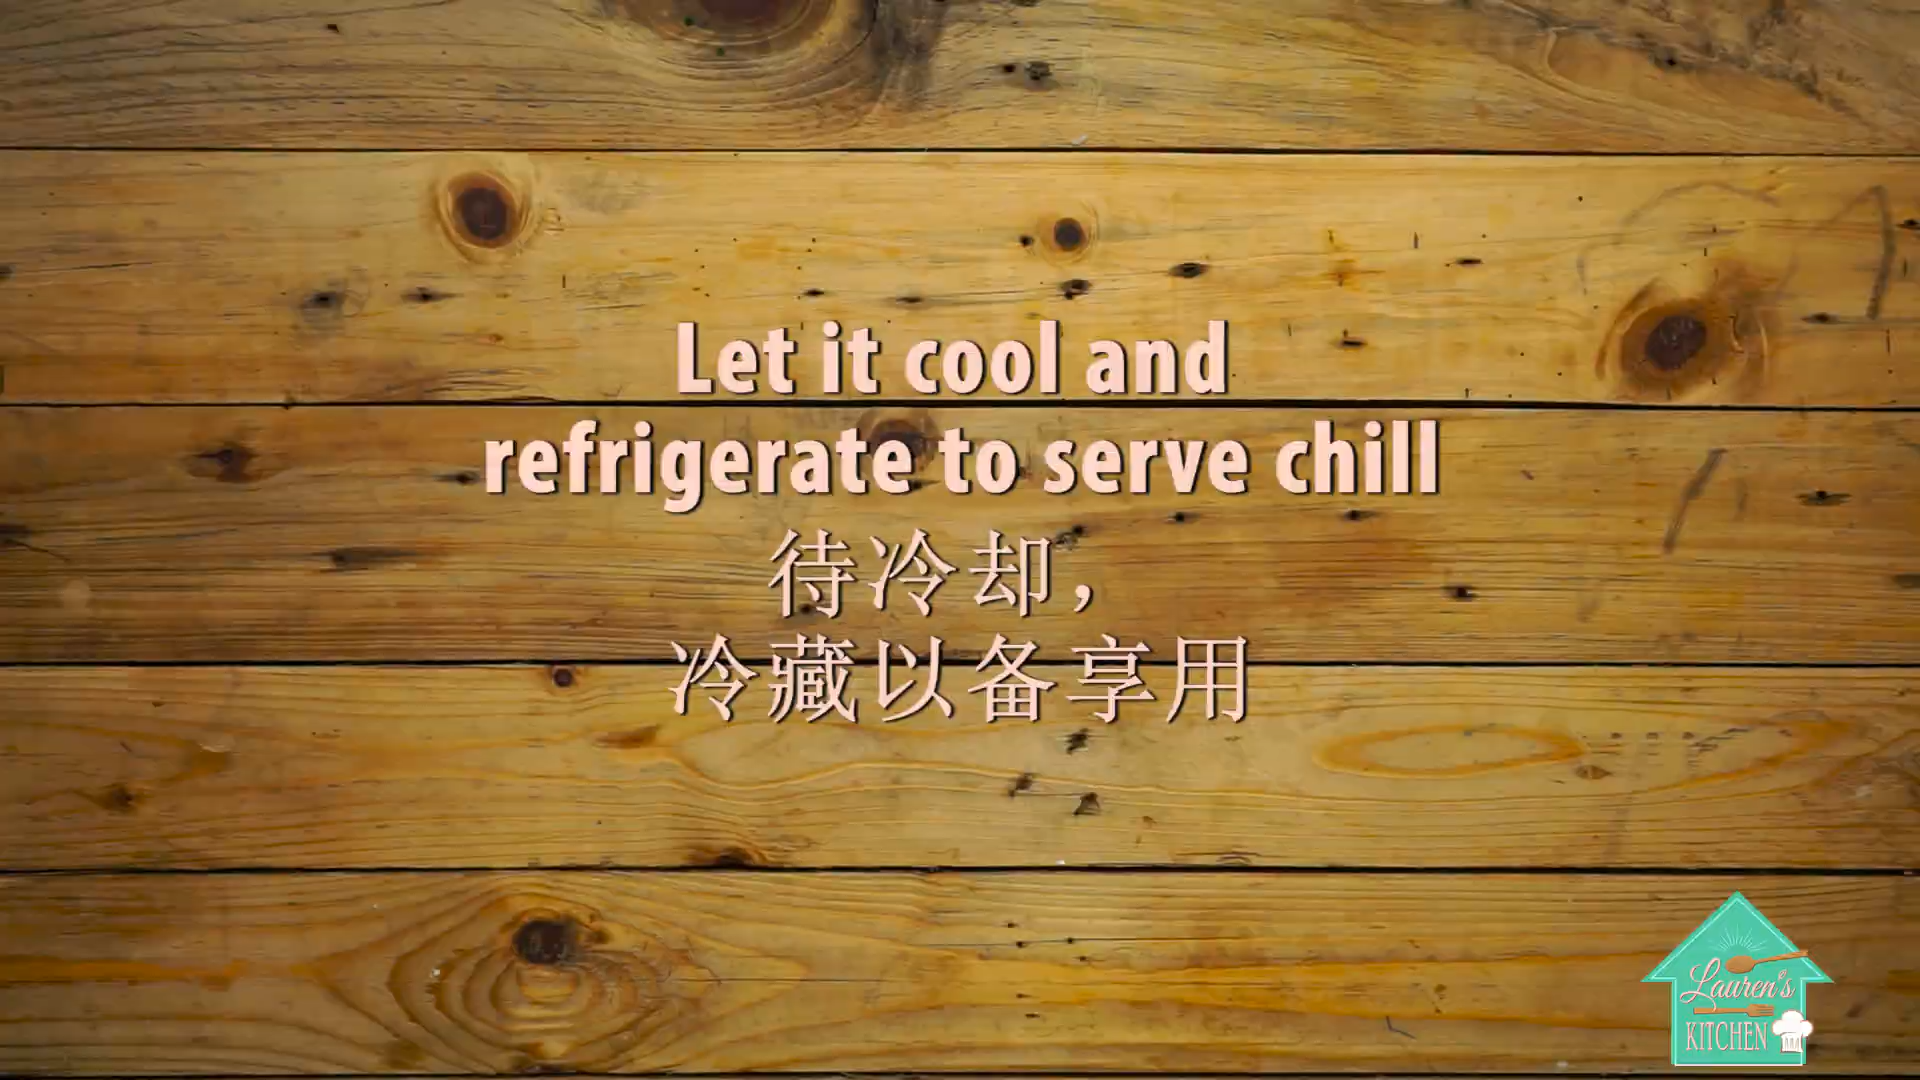 Let it cool and
refrigerate to serve chill
待冷却，
冷藏以备享用
Lauren's
KITCHEN